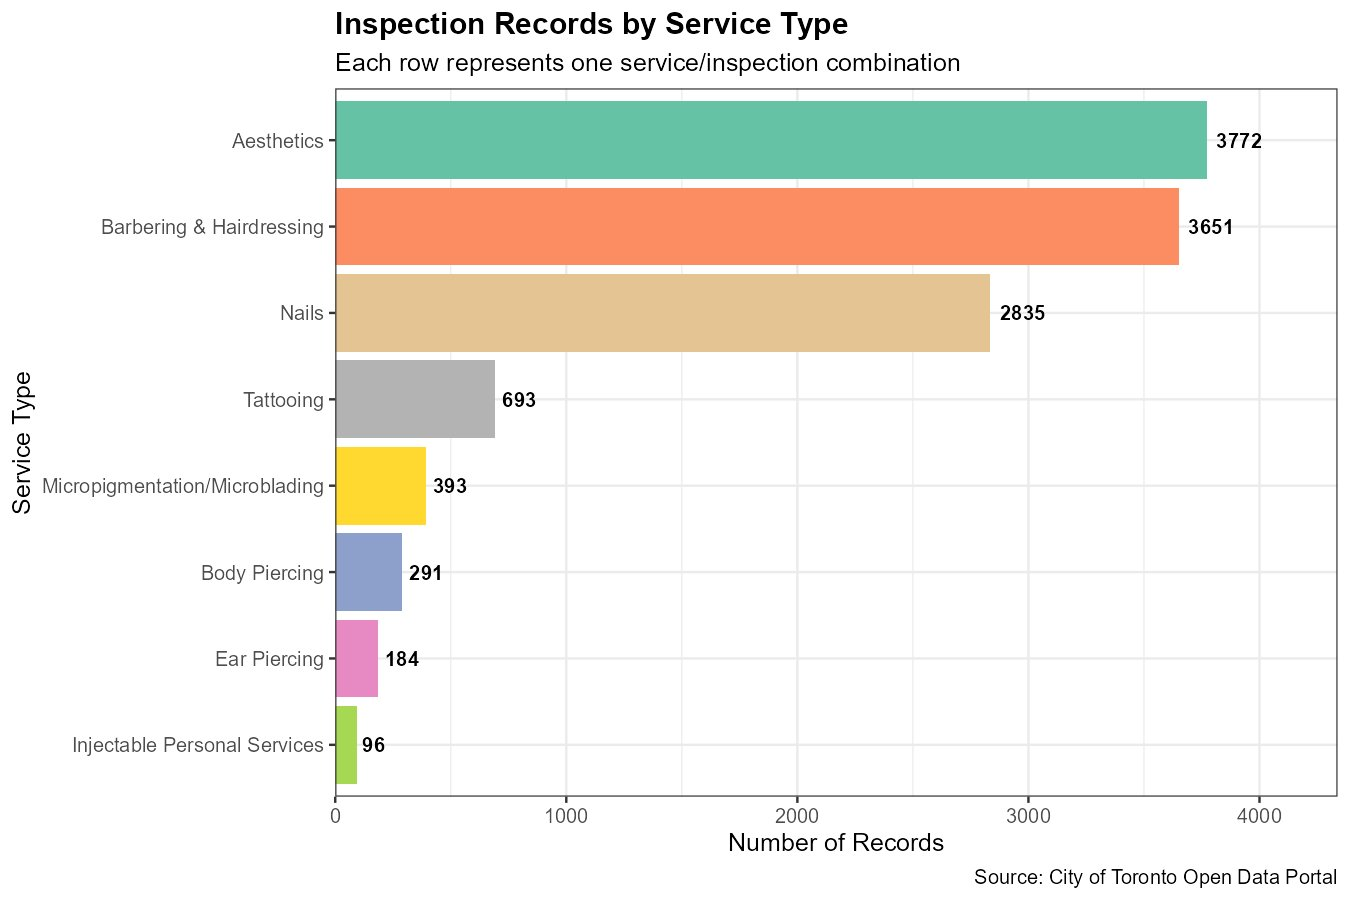 Inspection Records by Service Type
Each row represents one service/inspection combination
Service Type
Aesthetics 3772
Barbering & Hairdressing 3651
Nails 2835
Tattooing 693
Micropigmentation/Microblading 393
Body Piercing 291
Ear Piercing 184
Injectable Personal Services 96
0 1000 2000 3000 4000
Number of Records
Source: City of Toronto Open Data Portal